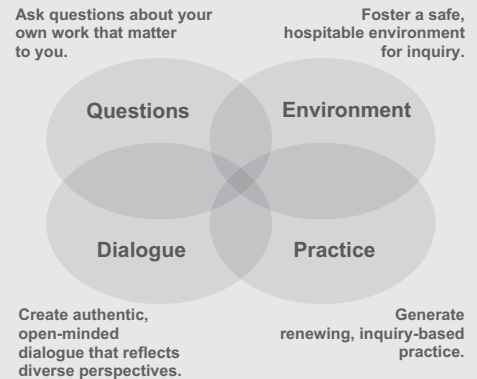 Ask questions about your
own work that matter
to you.
Foster a safe,
hospitable environment
for inquiry.
Questions
Environment
Dialogue
Practice
Create authentic,
open-minded
dialogue that reflects
diverse perspectives.
Generate
renewing, inquiry-based
practice.